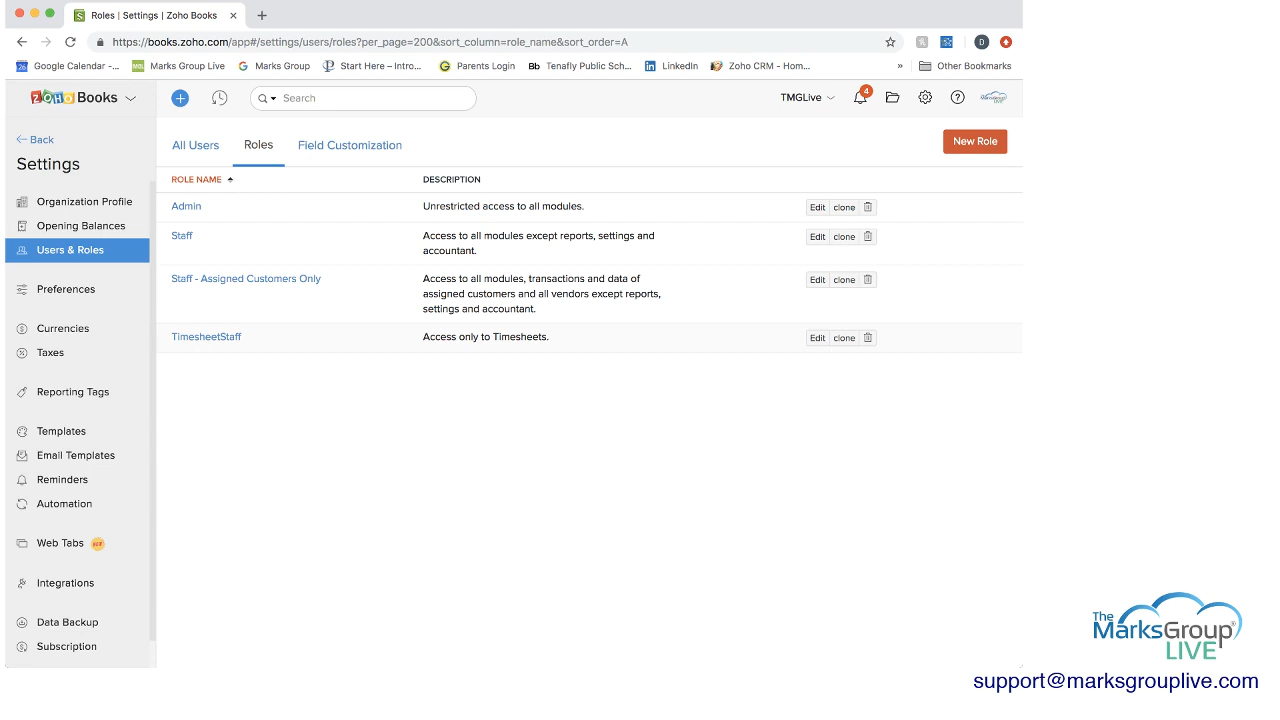 Roles | Settings | Zoho Books
https://books.zoho.com/app#/settings/users/roles?per_page=200&sort_column=role_name&sort_order=A
D
26 Google Calendar -...
Marks Group Live
G Marks Group
Start Here – Intro...
G Parents Login
Bb Tenafly Public Sch...
in LinkedIn
Zoho CRM - Hom...
»
Other Bookmarks
ZOHO Books
Search
TMGLive
4
Back
Settings
Organization Profile
Opening Balances
Users & Roles
Preferences
Currencies
Taxes
Reporting Tags
Templates
Email Templates
Reminders
Automation
Web Tabs
Integrations
Data Backup
Subscription
All Users
Roles
Field Customization
New Role
ROLE NAME
DESCRIPTION
Admin
Unrestricted access to all modules.
Edit clone
Staff
Access to all modules except reports, settings and
accountant.
Edit clone
Staff - Assigned Customers Only
Access to all modules, transactions and data of
assigned customers and all vendors except reports,
settings and accountant.
Edit clone
TimesheetStaff
Access only to Timesheets.
Edit clone
The
MarksGroup®
LIVE
support@marksgrouplive.com